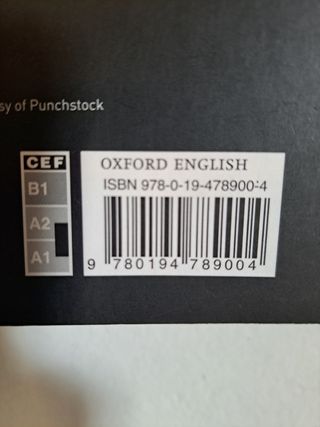 sy of Punchstock
CEF
B1
A2
A1
OXFORD ENGLISH
ISBN 978-0-19-478900-4
9 780194 789004